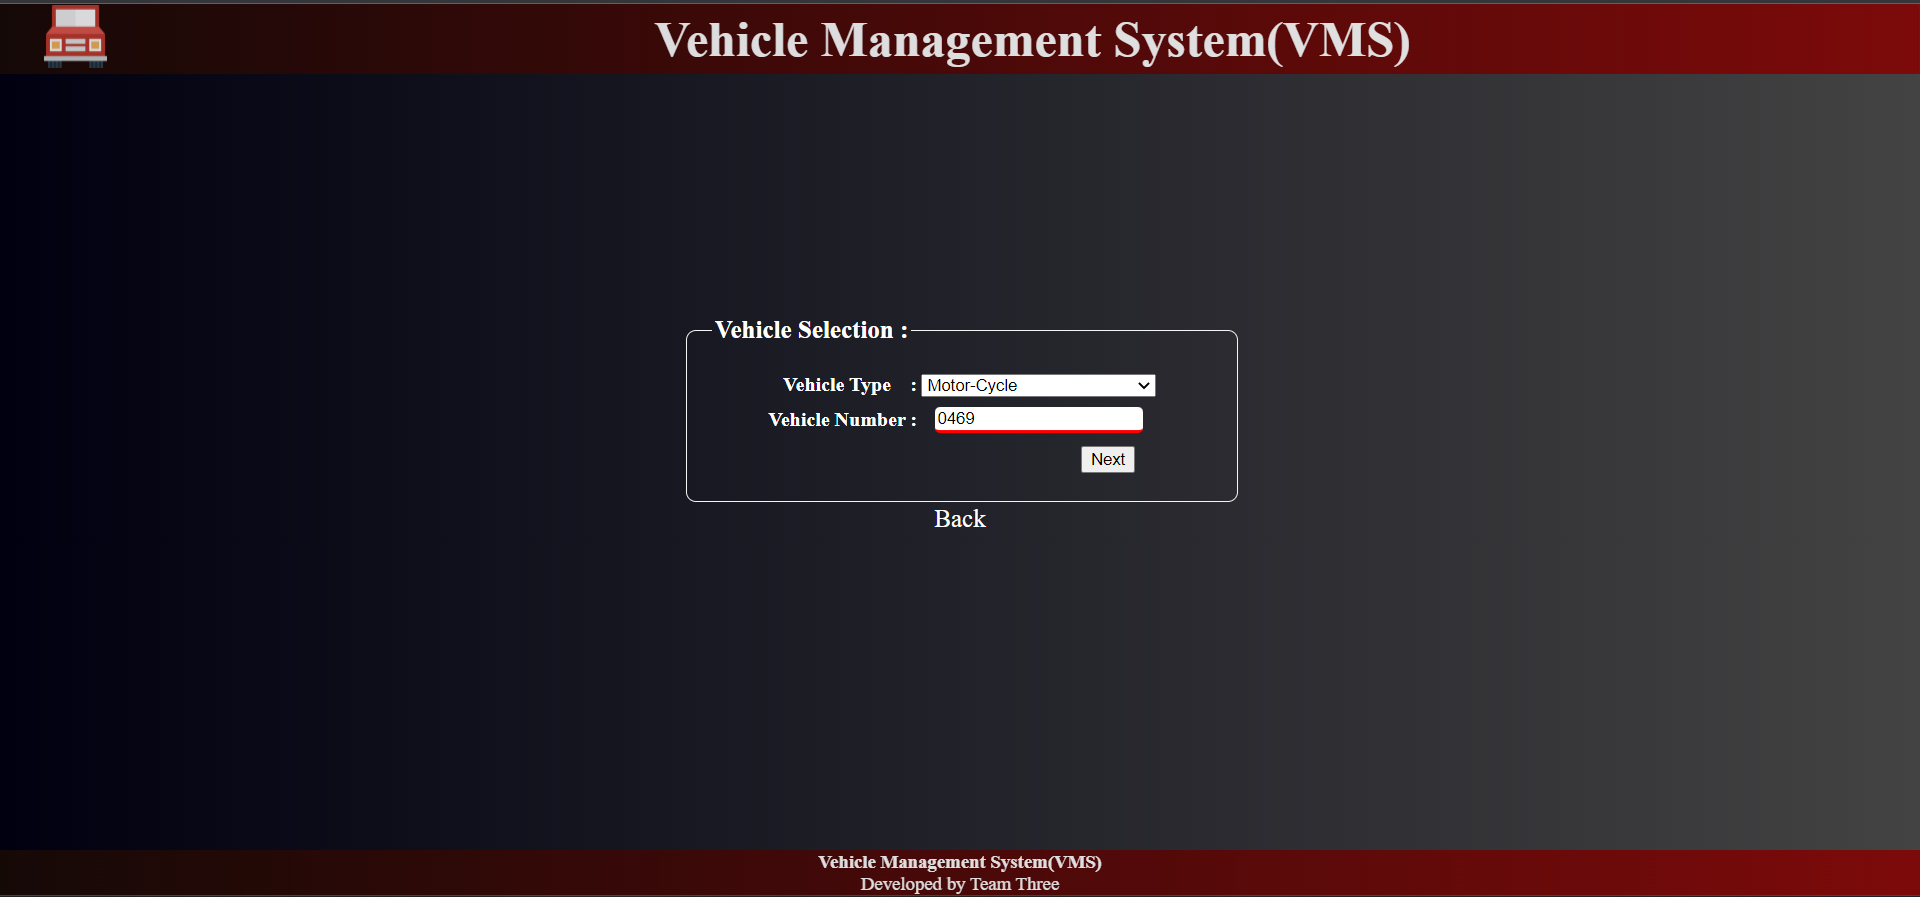 Vehicle Management System(VMS)
Vehicle Selection :
Vehicle Type : Motor-Cycle
Vehicle Number : 0469
Next
Back
Vehicle Management System(VMS)
Developed by Team Three